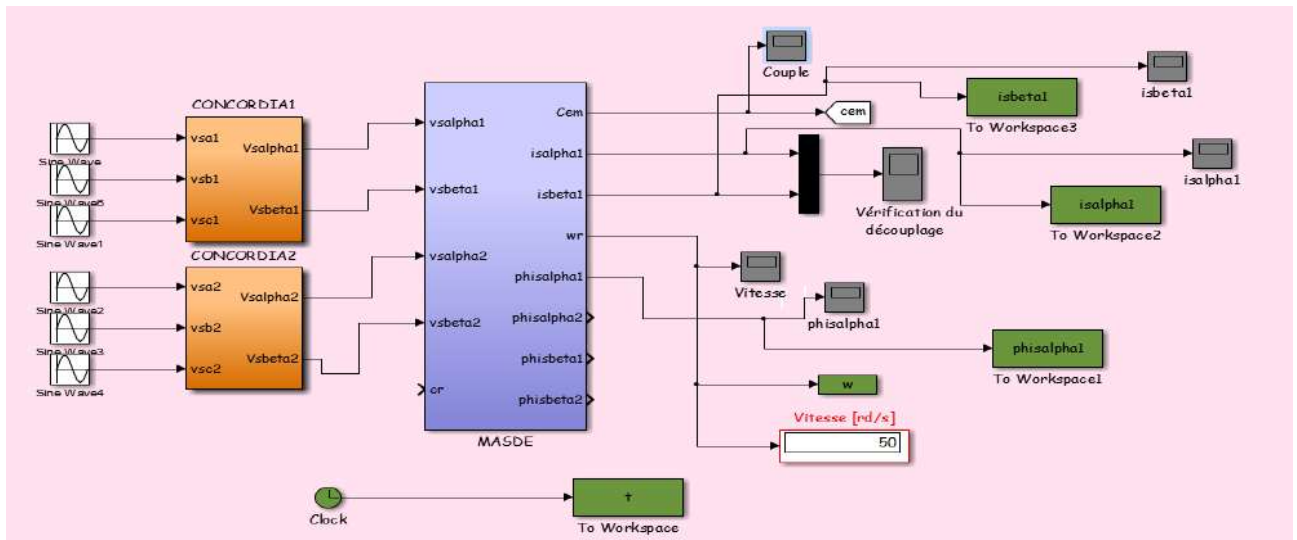 CONCORDIA1
Sine Wave
Sine Wave5
Sine Wave1
vsa1
vsb1
vsc1
Vsalpha1
Vsbeta1
CONCORDIA2
Sine Wave2
Sine Wave3
Sine Wave4
vsa2
vsb2
vsc2
Vsalpha2
Vsbeta2
vsalpha1
vsbeta1
vsalpha2
vsbeta2
cr
Cem
isalpha1
isbeta1
wr
phisalpha1
phisalpha2
phisbeta1
phisbeta2
MASDE
Couple
cem
isbeta1
To Workspace3
isbeta1
Vérification du
découplage
isalpha1
isalpha1
To Workspace2
Vitesse
phisalpha1
phisalpha1
To Workspace1
w
Vitesse [rd/s]
50
Clock
t
To Workspace